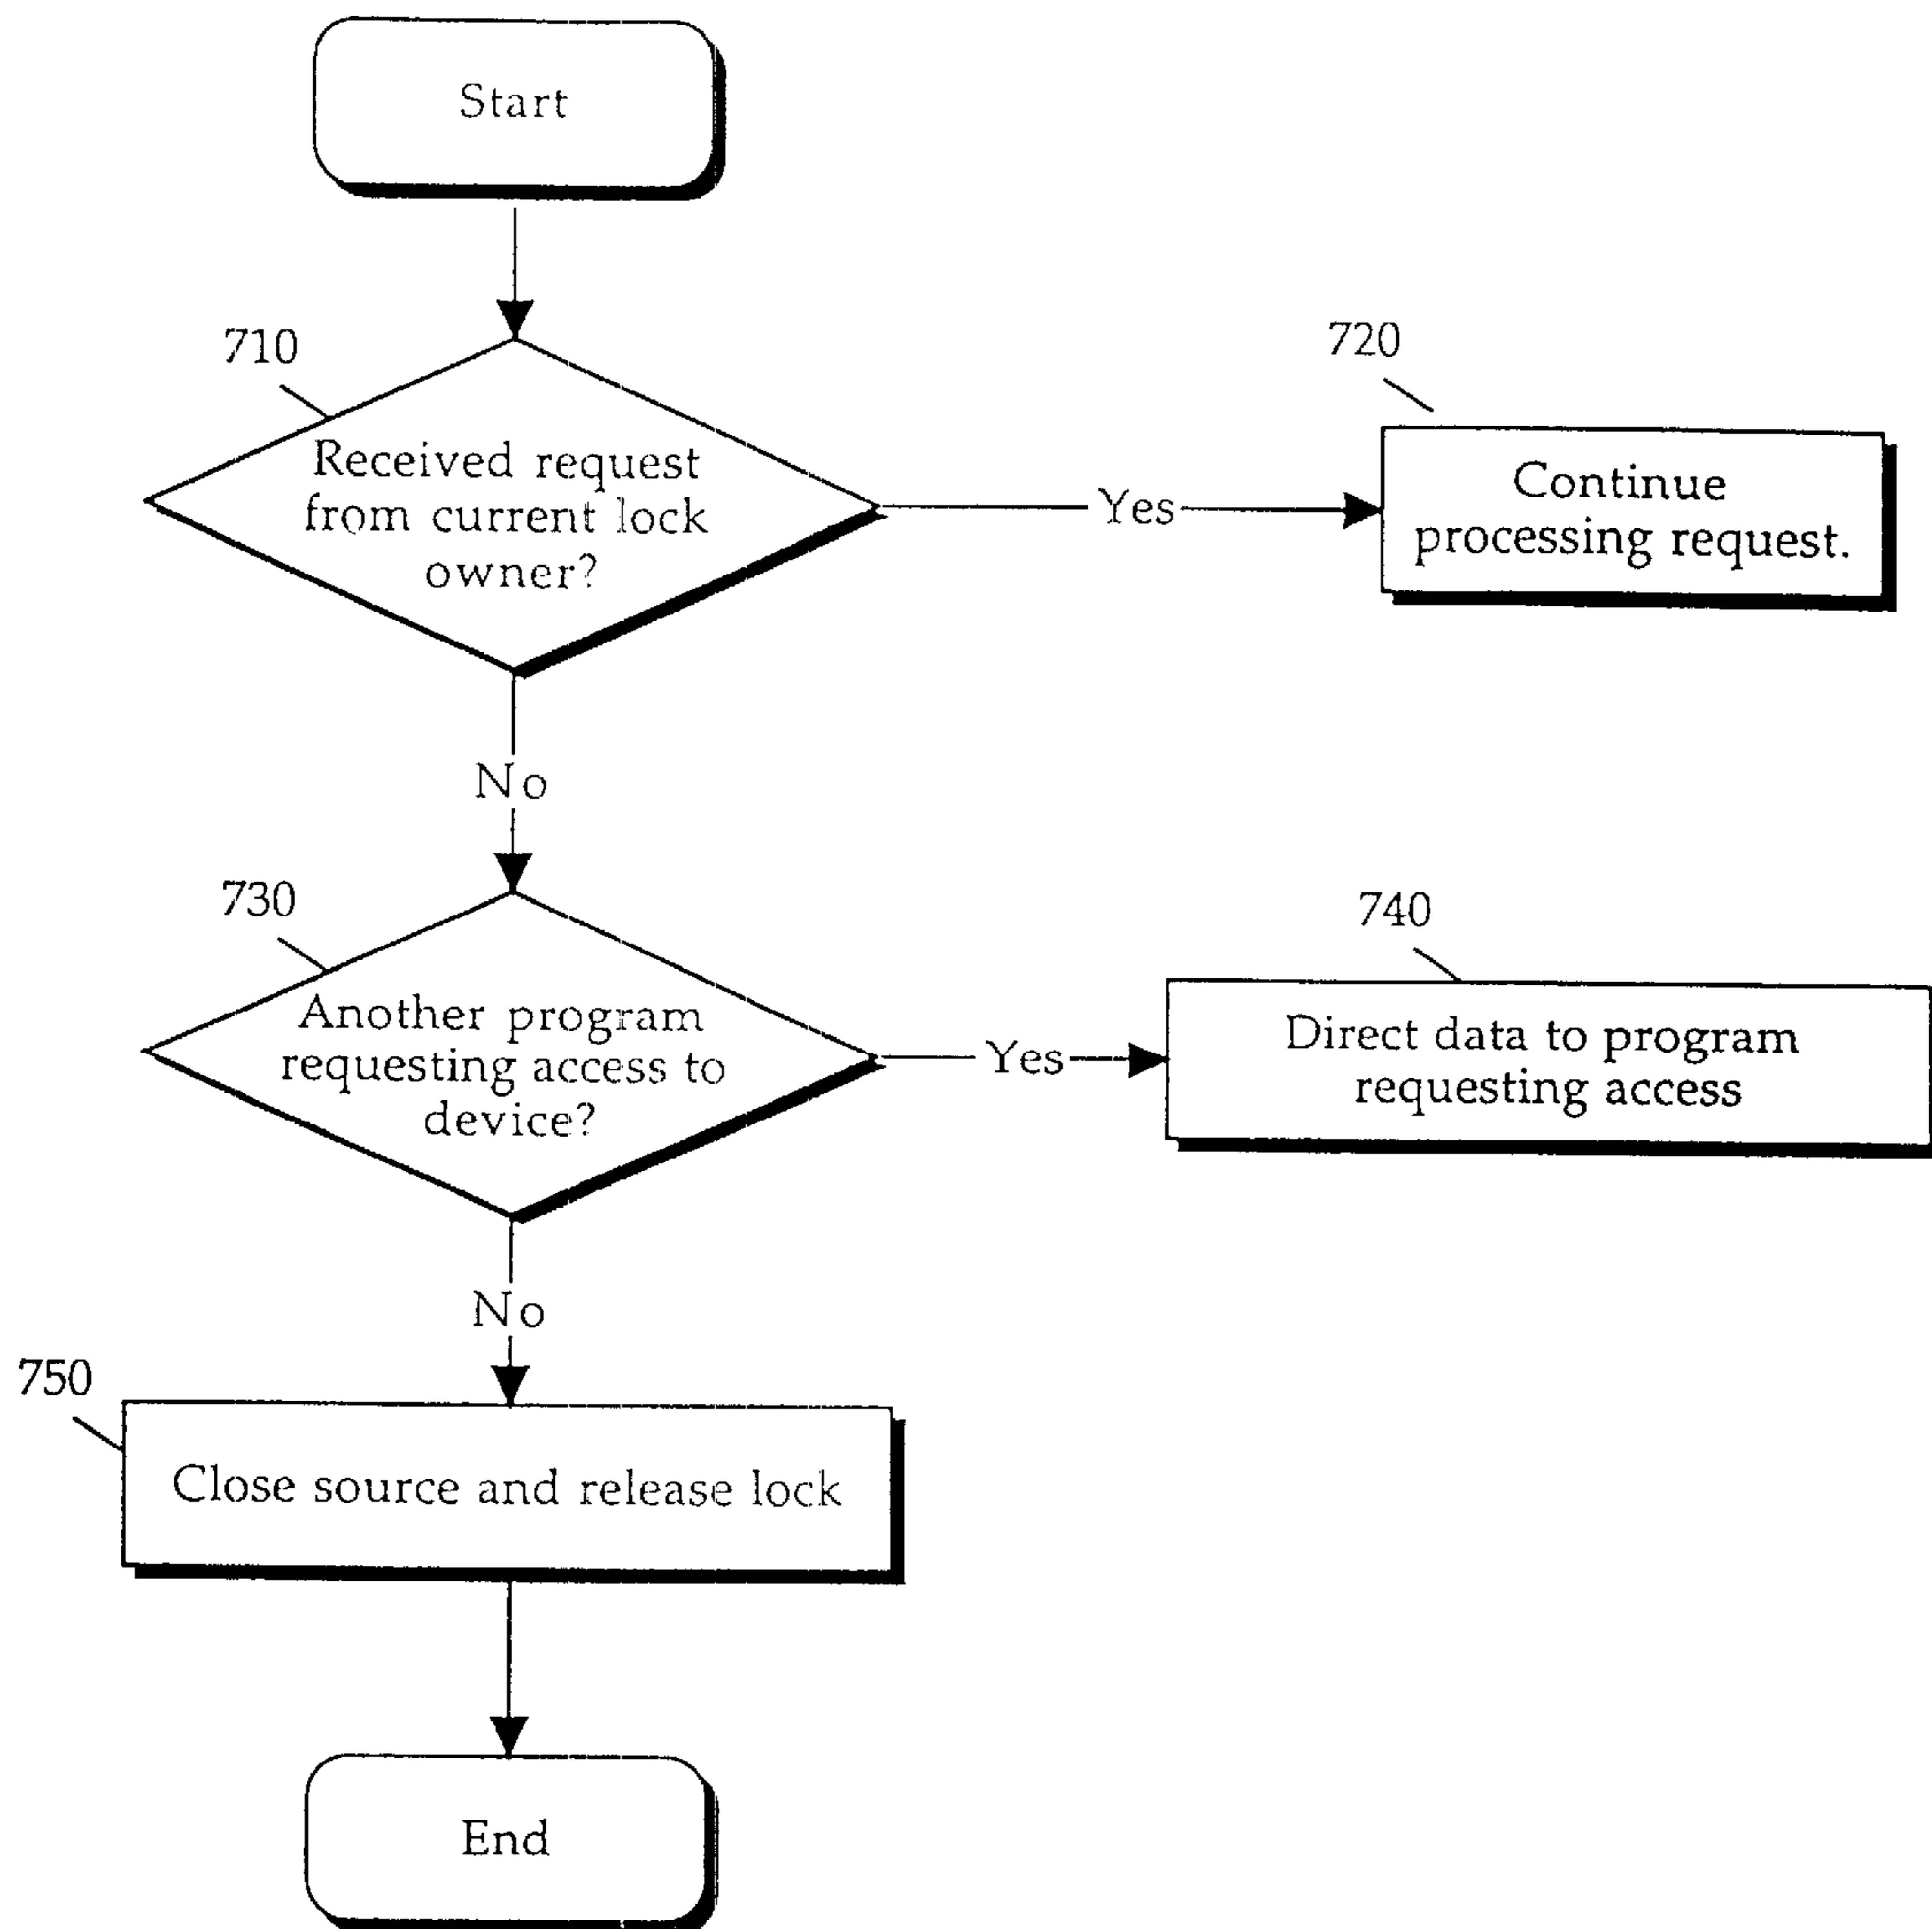 Start
710
Received request
from current lock
owner?
Yes
720
Continue
processing request.
No
730
Another program
requesting access to
device?
Yes
740
Direct data to program
requesting access
No
750
Close source and release lock
End